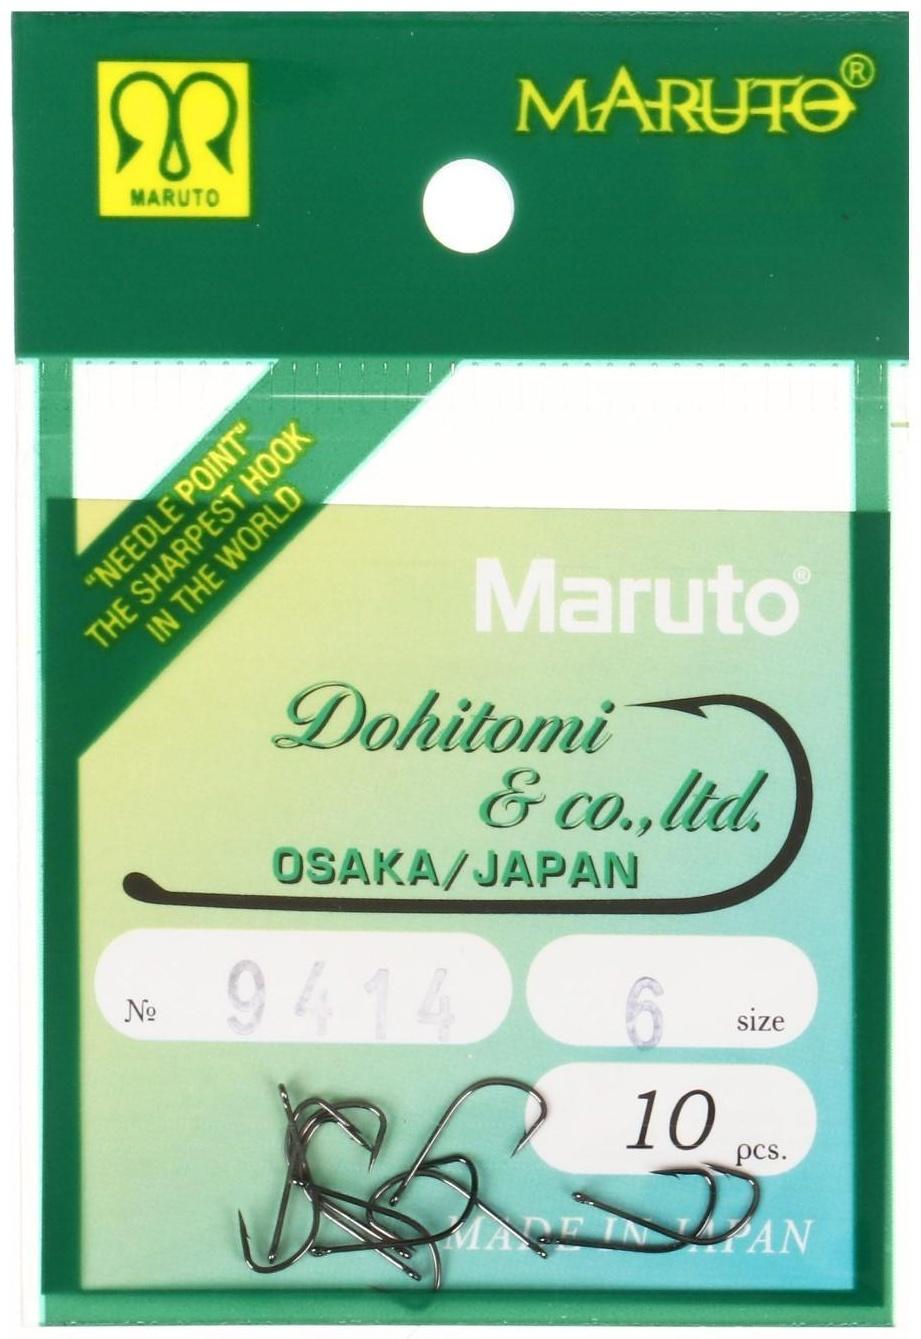 MARUTO
MARUTO®
"NEEDLE POINT"
THE SHARPEST HOOK
IN THE WORLD
Maruto®
Dohitomi
& co.,ltd.
OSAKA/JAPAN
№ 9414
6 size
10 pcs.
MADE IN JAPAN